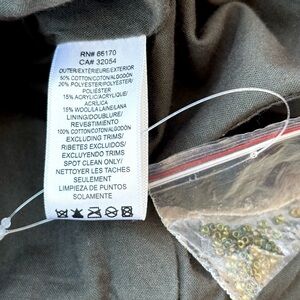 RN# 66170
CA# 32054
OUTER/EXTÉRIEURE/EXTERIOR
50% COTTON/COTON/ALGODÓN
20% POLYESTER/POLYESTER/
POLIÉSTER
15% ACRYLIC/ACRYLIQUE/
ACRÍLICA
15% WOOL/LAINE/LANA
LINING/DOUBLURE/
REVESTIMIENTO
100% COTTON/COTON/ALGODÓN
EXCLUDING TRIMS/
RIBETES EXCLUIDOS/
EXCLUYENDO TRIMS
SPOT CLEAN ONLY/
NETTOYER LES TACHES
SEULEMENT
LIMPIEZA DE PUNTOS
SOLAMENTE